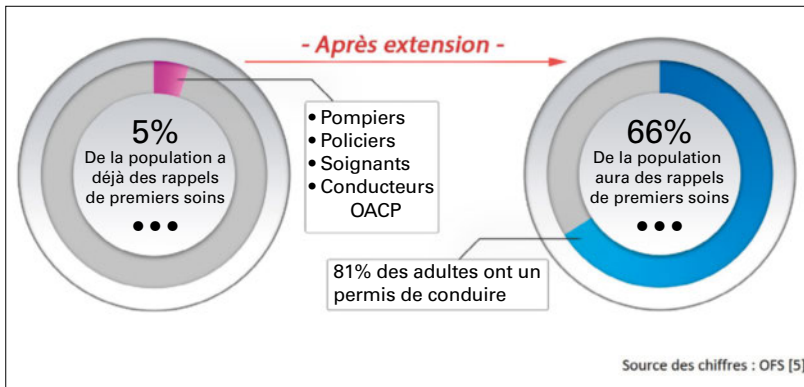 - Après extension -
5%
De la population a
déjà des rappels
de premiers soins
• • •
• Pompiers
• Policiers
• Soignants
• Conducteurs
OACP
66%
De la population
aura des rappels
de premiers soins
• • •
81% des adultes ont un
permis de conduire
Source des chiffres : OFS [5]